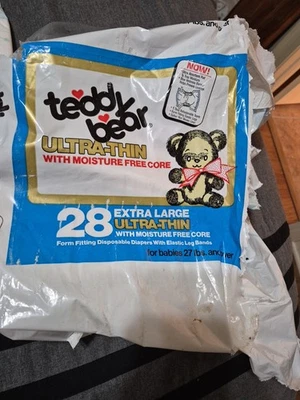 NOW!
teddy
bear
ULTRA-THIN
WITH MOISTURE FREE CORE
28 EXTRA LARGE
ULTRA-THIN
WITH MOISTURE FREE CORE
Form Fitting Disposable Diapers With Elastic Leg Bands
for babies 27 lbs. and over